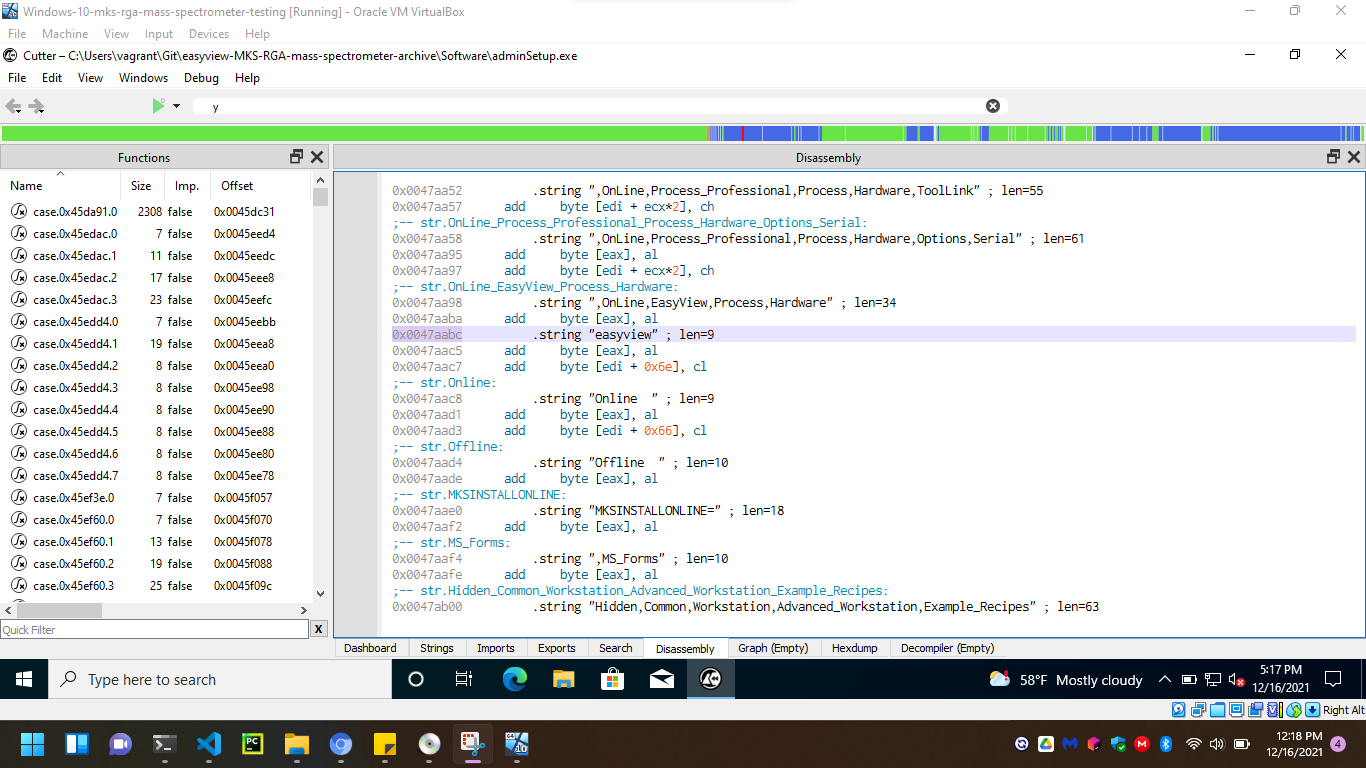 Windows-10-mks-rga-mass-spectrometer-testing [Running] - Oracle VM VirtualBox
File Machine View Input Devices Help
Cutter – C:\Users\vagrant\Git\easyview-MKS-RGA-mass-spectrometer-archive\Software\adminSetup.exe
File Edit View Windows Debug Help
y
Functions
Name Size Imp. Offset
case.0x45da91.0 2308 false 0x0045dc31
case.0x45edac.0 7 false 0x0045eed4
case.0x45edac.1 11 false 0x0045eedc
case.0x45edac.2 17 false 0x0045eee8
case.0x45edac.3 23 false 0x0045eefc
case.0x45edd4.0 7 false 0x0045eebb
case.0x45edd4.1 19 false 0x0045eea8
case.0x45edd4.2 8 false 0x0045eea0
case.0x45edd4.3 8 false 0x0045ee98
case.0x45edd4.4 8 false 0x0045ee90
case.0x45edd4.5 8 false 0x0045ee88
case.0x45edd4.6 8 false 0x0045ee80
case.0x45edd4.7 8 false 0x0045ee78
case.0x45ef3e.0 7 false 0x0045f057
case.0x45ef60.0 7 false 0x0045f070
case.0x45ef60.1 13 false 0x0045f078
case.0x45ef60.2 19 false 0x0045f088
case.0x45ef60.3 25 false 0x0045f09c
Quick Filter X
Disassembly
0x0047aa52 .string ",OnLine,Process_Professional,Process,Hardware,ToolLink" ; len=55
0x0047aa57 add byte [edi + ecx*2], ch
;-- str.OnLine_Process_Professional_Process_Hardware_Options_Serial:
0x0047aa58 .string ",OnLine,Process_Professional,Process,Hardware,Options,Serial" ; len=61
0x0047aa95 add byte [eax], al
0x0047aa97 add byte [edi + ecx*2], ch
;-- str.OnLine_EasyView_Process_Hardware:
0x0047aa98 .string ",OnLine,EasyView,Process,Hardware" ; len=34
0x0047aaba add byte [eax], al
0x0047aabc .string "easyview" ; len=9
0x0047aac5 add byte [eax], al
0x0047aac7 add byte [edi + 0x6e], cl
;-- str.Online:
0x0047aac8 .string "Online  " ; len=9
0x0047aad1 add byte [eax], al
0x0047aad3 add byte [edi + 0x66], cl
;-- str.Offline:
0x0047aad4 .string "Offline  " ; len=10
0x0047aade add byte [eax], al
;-- str.MKSINSTALLONLINE:
0x0047aae0 .string "MKSINSTALLONLINE=" ; len=18
0x0047aaf2 add byte [eax], al
;-- str.MS_Forms:
0x0047aaf4 .string ",MS_Forms" ; len=10
0x0047aafe add byte [eax], al
;-- str.Hidden_Common_Workstation_Advanced_Workstation_Example_Recipes:
0x0047ab00 .string "Hidden,Common,Workstation,Advanced_Workstation,Example_Recipes" ; len=63
Dashboard Strings Imports Exports Search Disassembly Graph (Empty) Hexdump Decompiler (Empty)
Type here to search
58°F Mostly cloudy
5:17 PM
12/16/2021
Right Alt
12:18 PM
12/16/2021
4